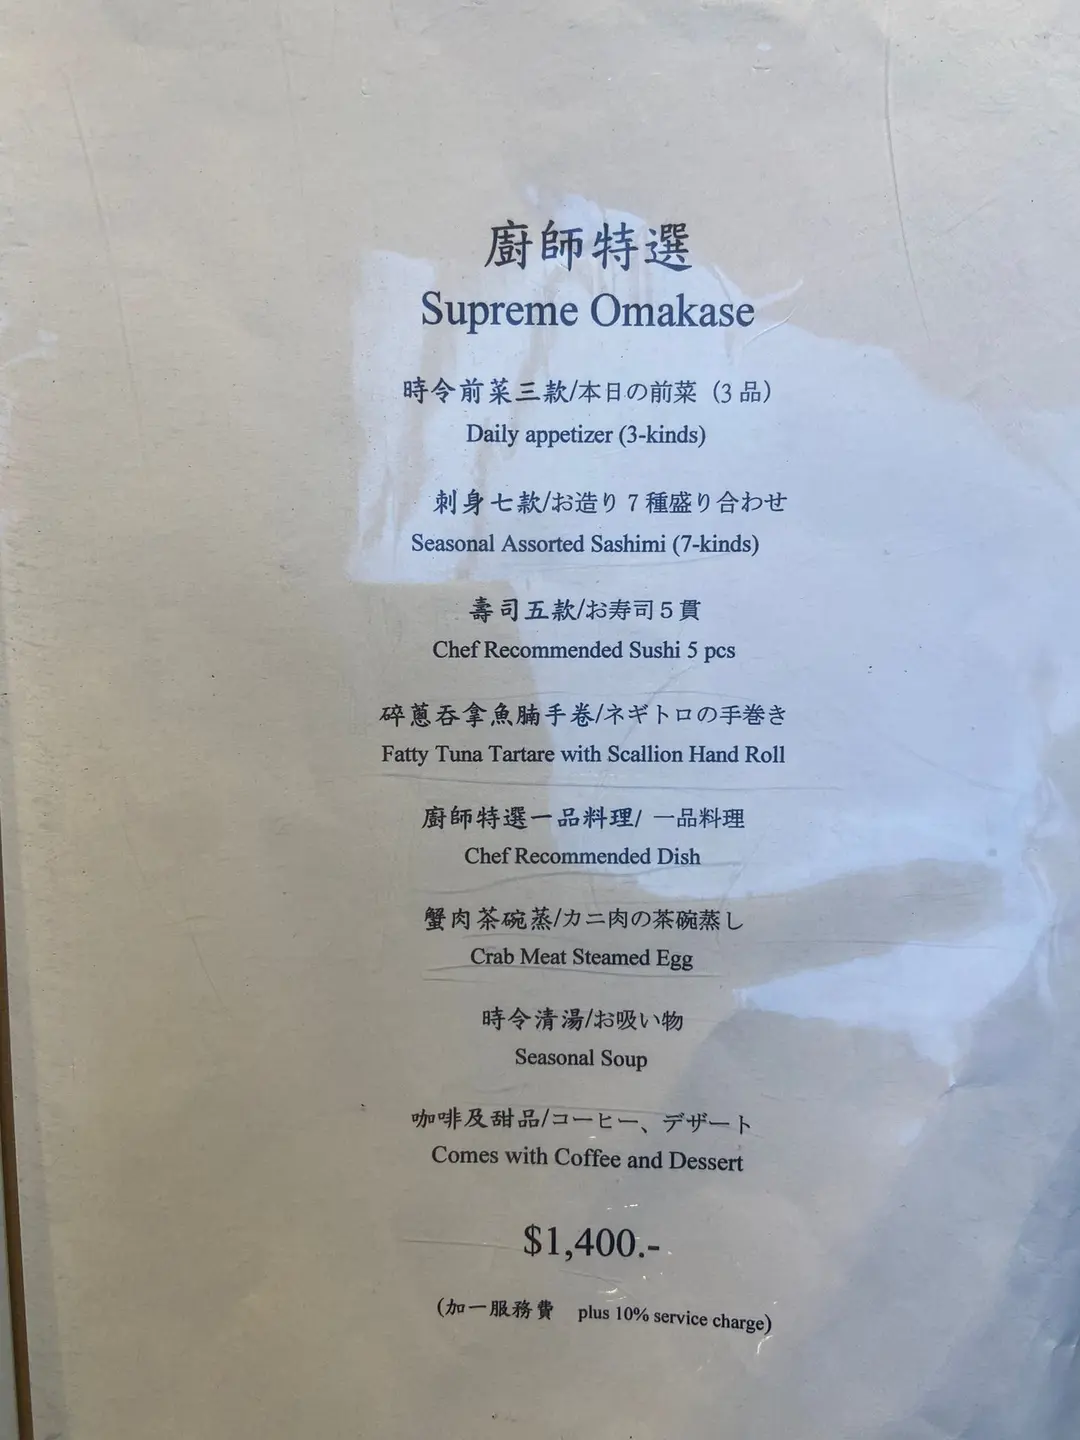 廚師特選
Supreme Omakase
時令前菜三款/本日の前菜（3 品）
Daily appetizer (3-kinds)
刺身七款/お造り 7 種盛り合わせ
Seasonal Assorted Sashimi (7-kinds)
壽司五款/お寿司５貫
Chef Recommended Sushi 5 pcs
碎蔥吞拿魚腩手卷/ネギトロの手巻き
Fatty Tuna Tartare with Scallion Hand Roll
廚師特選一品料理/ 一品料理
Chef Recommended Dish
蟹肉茶碗蒸/カニ肉の茶碗蒸し
Crab Meat Steamed Egg
時令清湯/お吸い物
Seasonal Soup
咖啡及甜品/コーヒー、デザート
Comes with Coffee and Dessert
$1,400.-
(加一服務費 plus 10% service charge)